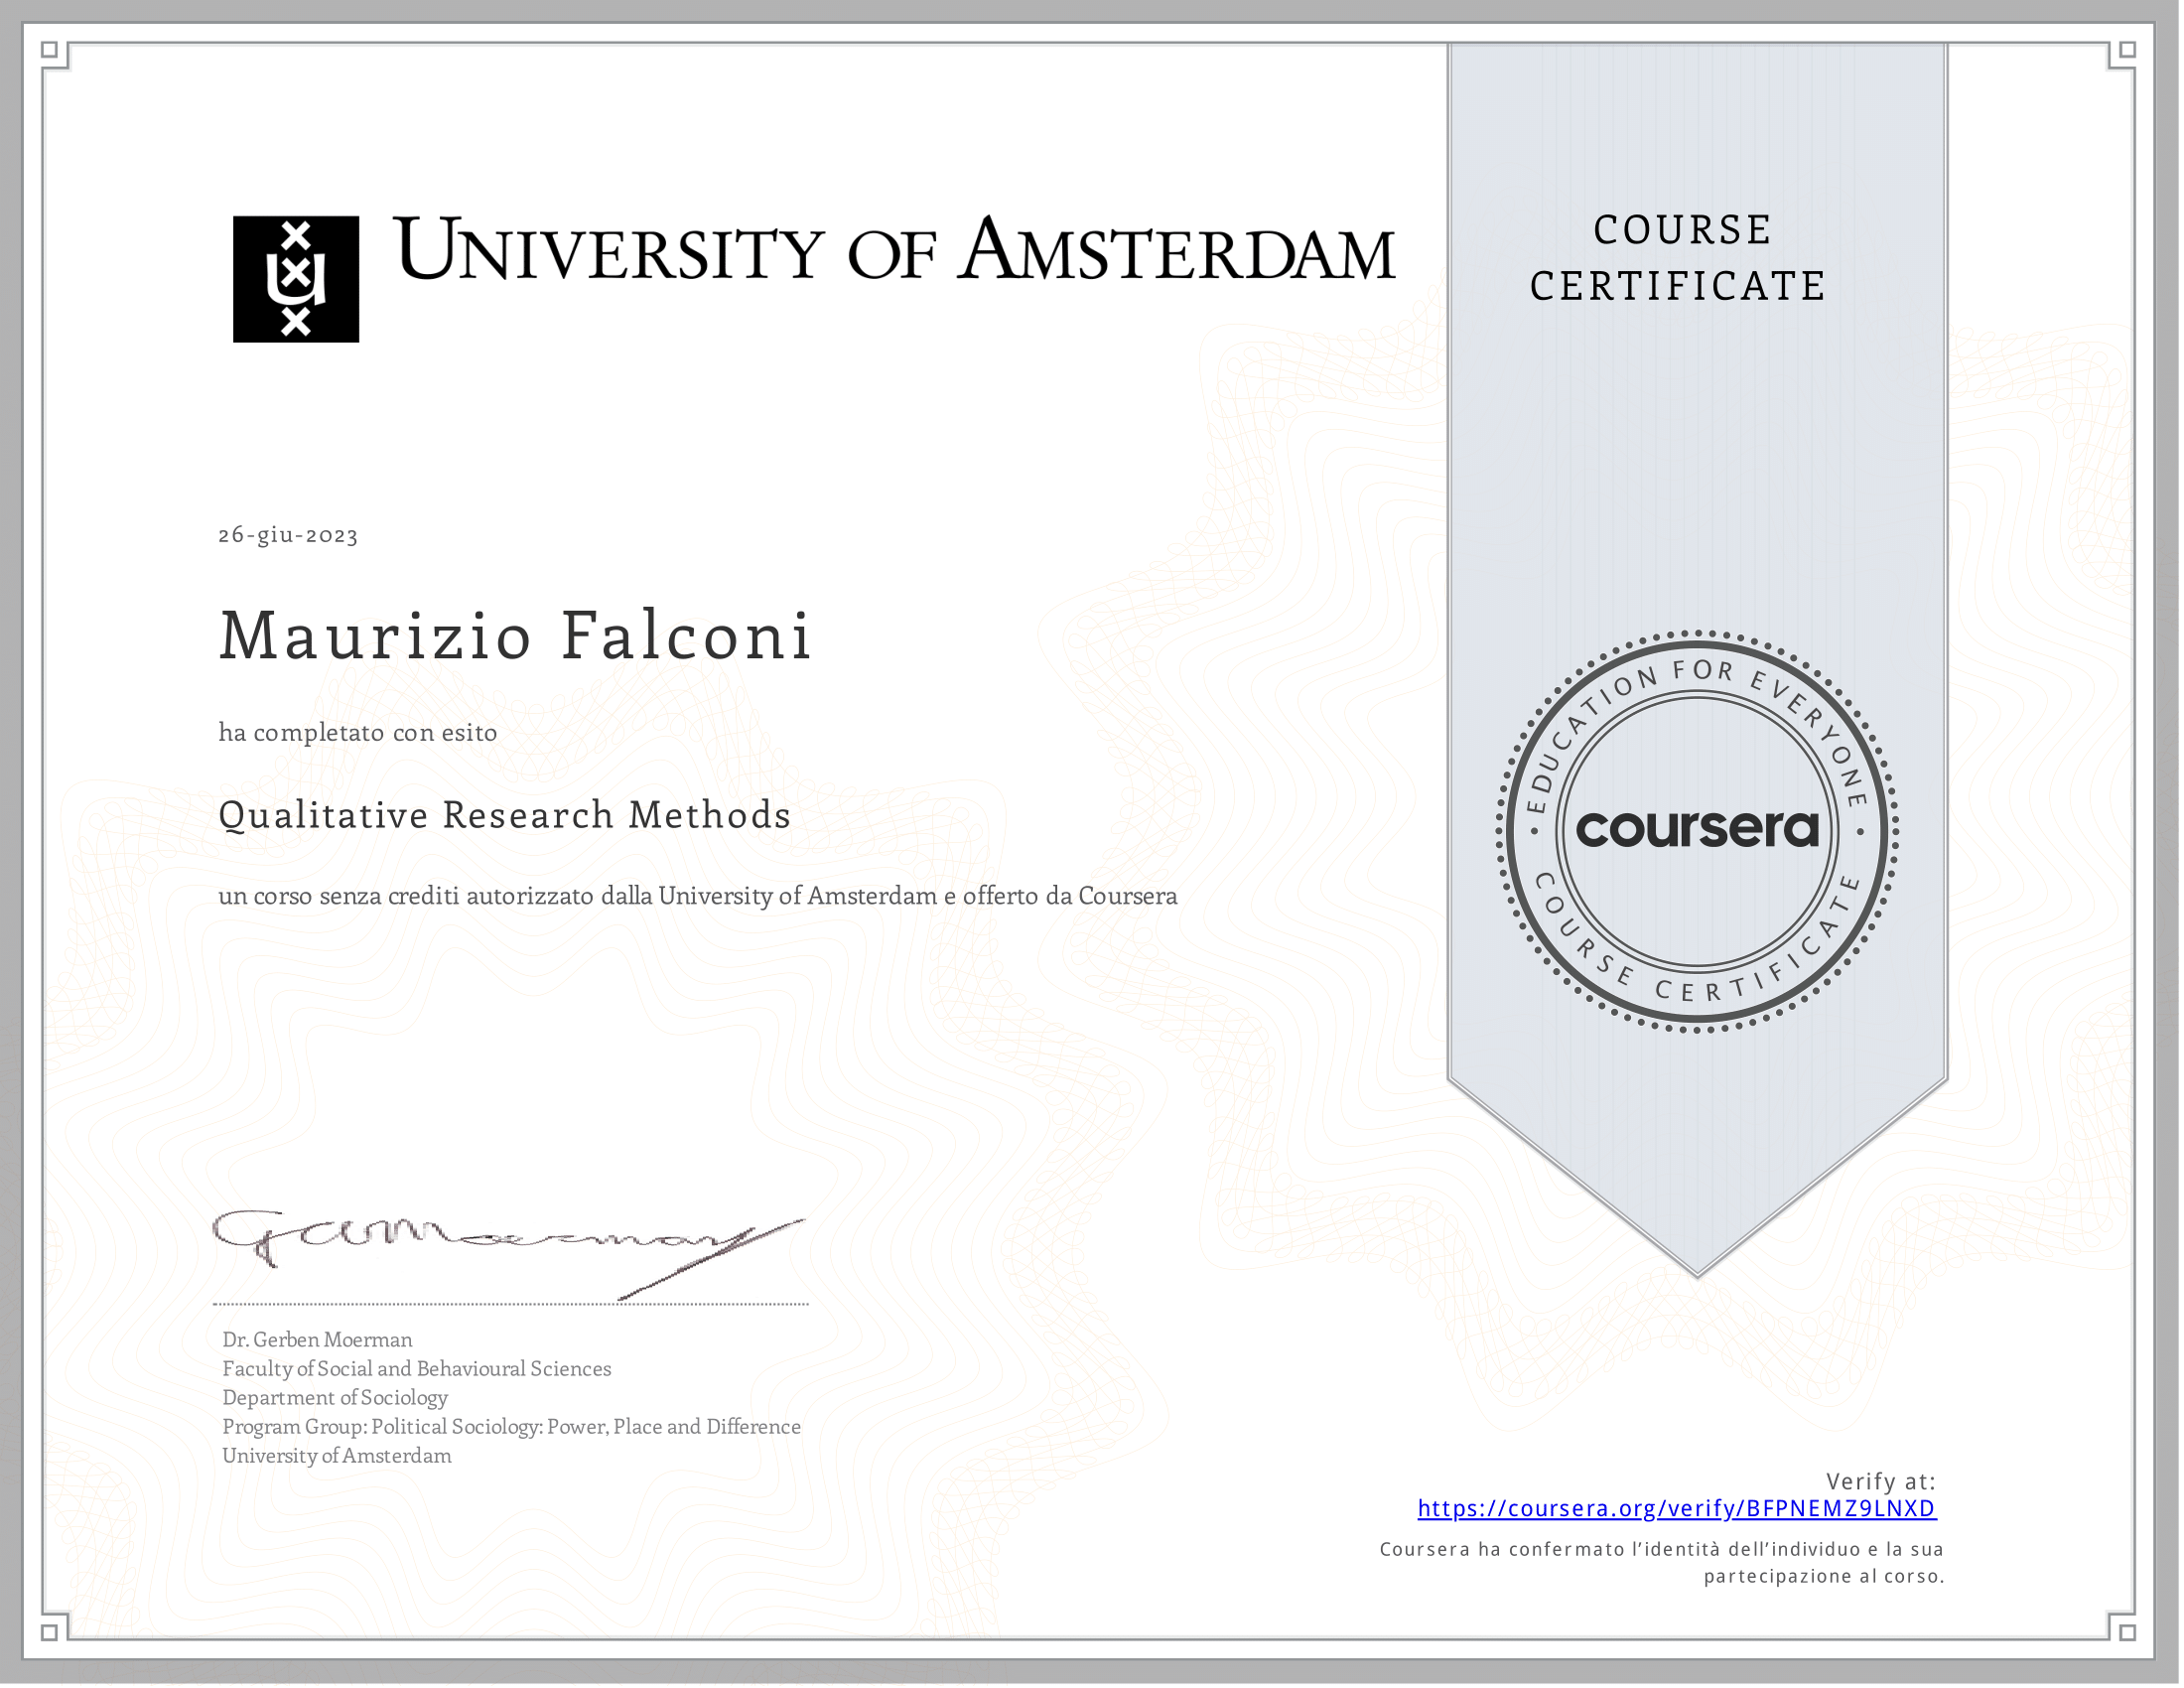 UNIVERSITY OF AMSTERDAM
COURSE
CERTIFICATE
26-giu-2023
Maurizio Falconi
ha completato con esito
Qualitative Research Methods
un corso senza crediti autorizzato dalla University of Amsterdam e offerto da Coursera
EDUCATION FOR EVERYONE
coursera
COURSE CERTIFICATE
Dr. Gerben Moerman
Faculty of Social and Behavioural Sciences
Department of Sociology
Program Group: Political Sociology: Power, Place and Difference
University of Amsterdam
Verify at:
https://coursera.org/verify/BFPNEMZ9LNXD
Coursera ha confermato l’identità dell’individuo e la sua
partecipazione al corso.